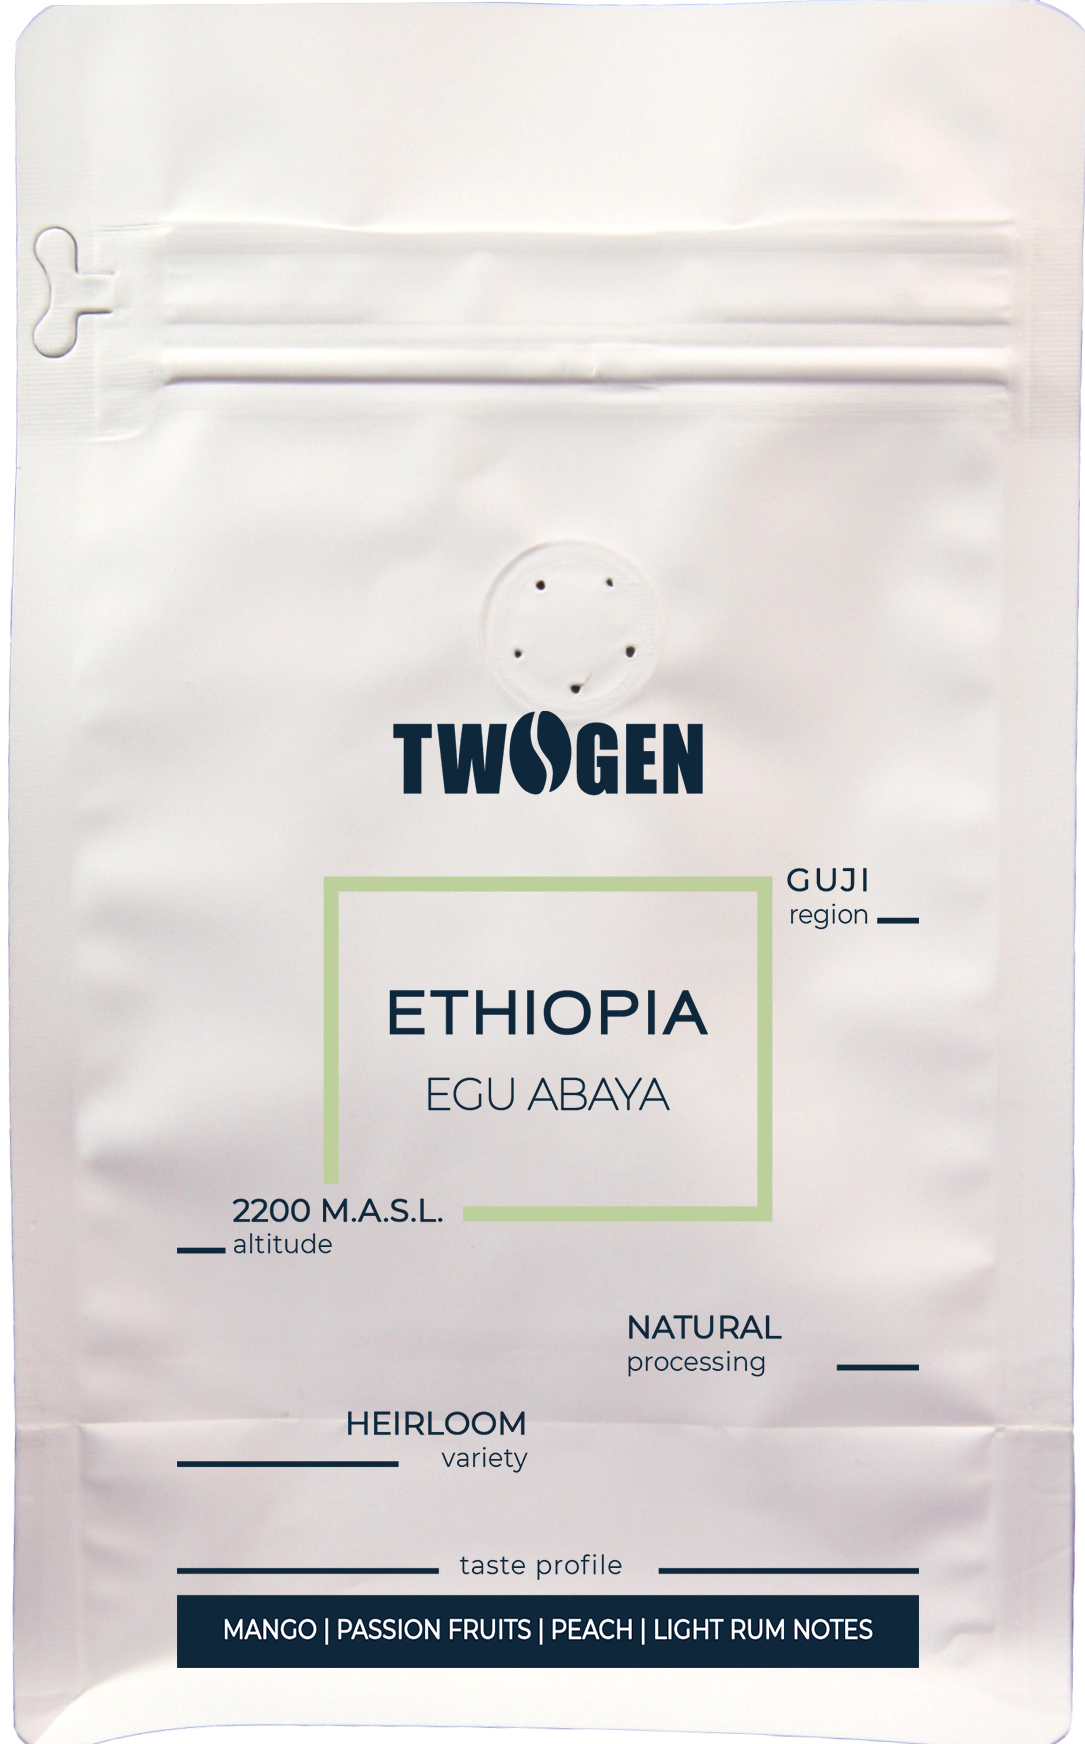 TWOGEN
GUJI
region
ETHIOPIA
EGU ABAYA
2200 M.A.S.L.
altitude
NATURAL
processing
HEIRLOOM
variety
taste profile
MANGO | PASSION FRUITS | PEACH | LIGHT RUM NOTES